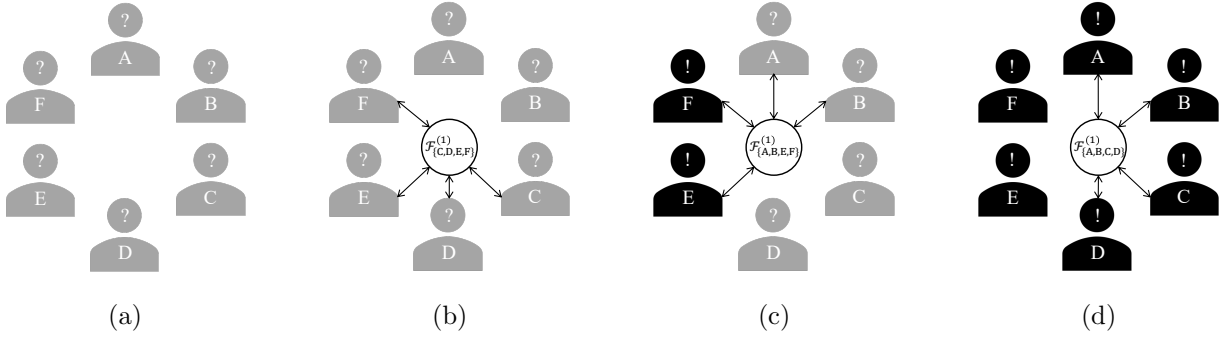 ?
A
? ?
F B
? ?
E C
?
D
(a)
?
A
? ?
F B
ℱ^{(1)}_{\{C,D,E,F\}}
? ?
E C
?
D
(b)
?
A
! ?
F B
ℱ^{(1)}_{\{A,B,E,F\}}
! ?
E C
?
D
(c)
!
A
! !
F B
ℱ^{(1)}_{\{A,B,C,D\}}
! !
E C
!
D
(d)